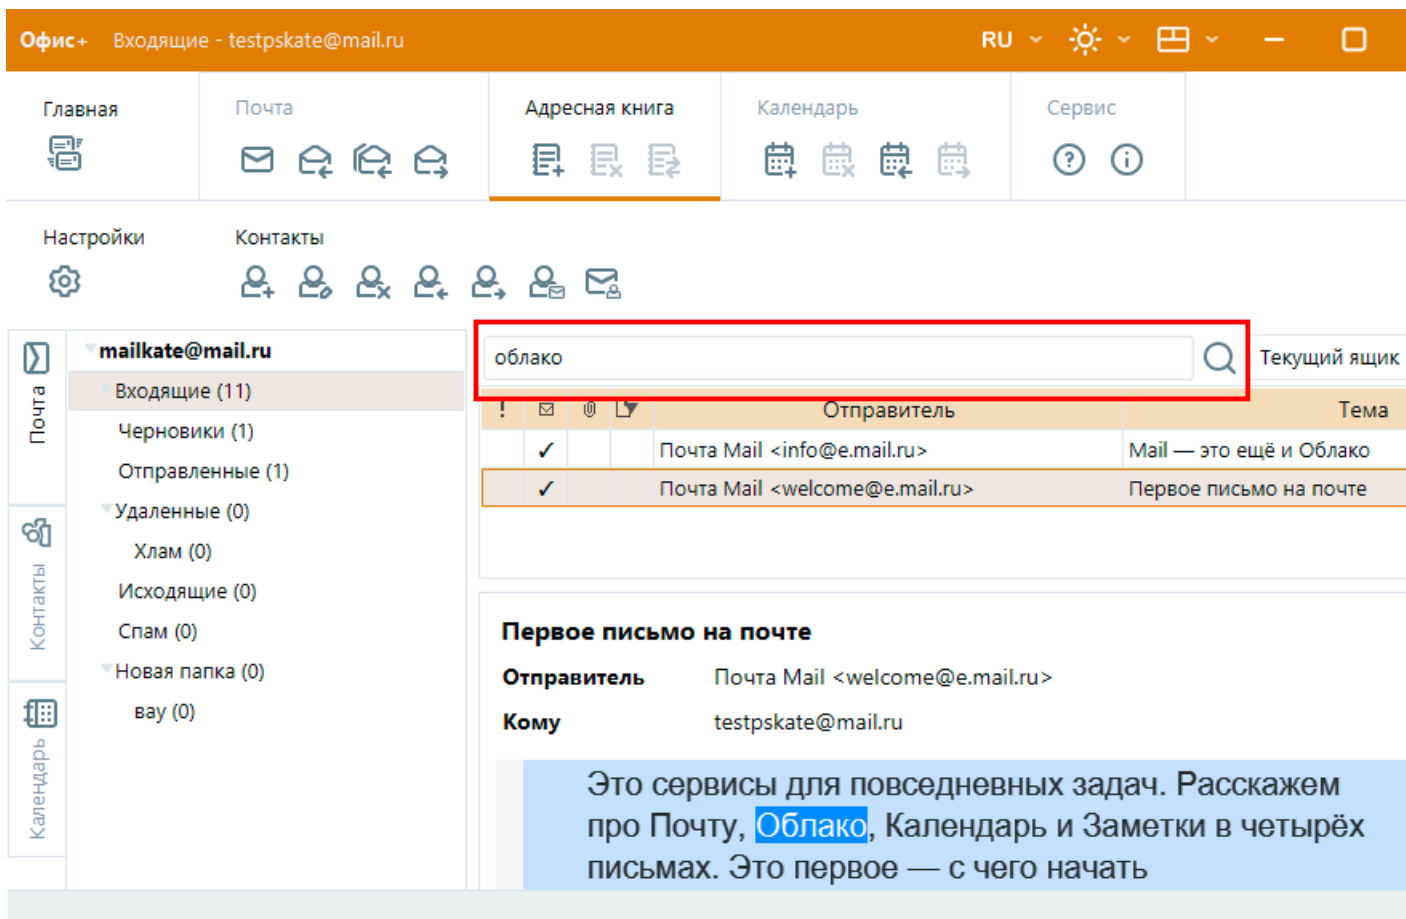 Офис+ Входящие - testpskate@mail.ru RU
Главная Почта Адресная книга Календарь Сервис
Настройки Контакты
Почта
Контакты
Календарь
mailkate@mail.ru
Входящие (11)
Черновики (1)
Отправленные (1)
Удаленные (0)
Хлам (0)
Исходящие (0)
Спам (0)
Новая папка (0)
вау (0)
облако Текущий ящик
! Отправитель Тема
Почта Mail <info@e.mail.ru> Mail — это ещё и Облако
Почта Mail <welcome@e.mail.ru> Первое письмо на почте
Первое письмо на почте
Отправитель Почта Mail <welcome@e.mail.ru>
Кому testpskate@mail.ru
Это сервисы для повседневных задач. Расскажем
про Почту, Облако, Календарь и Заметки в четырёх
письмах. Это первое — с чего начать